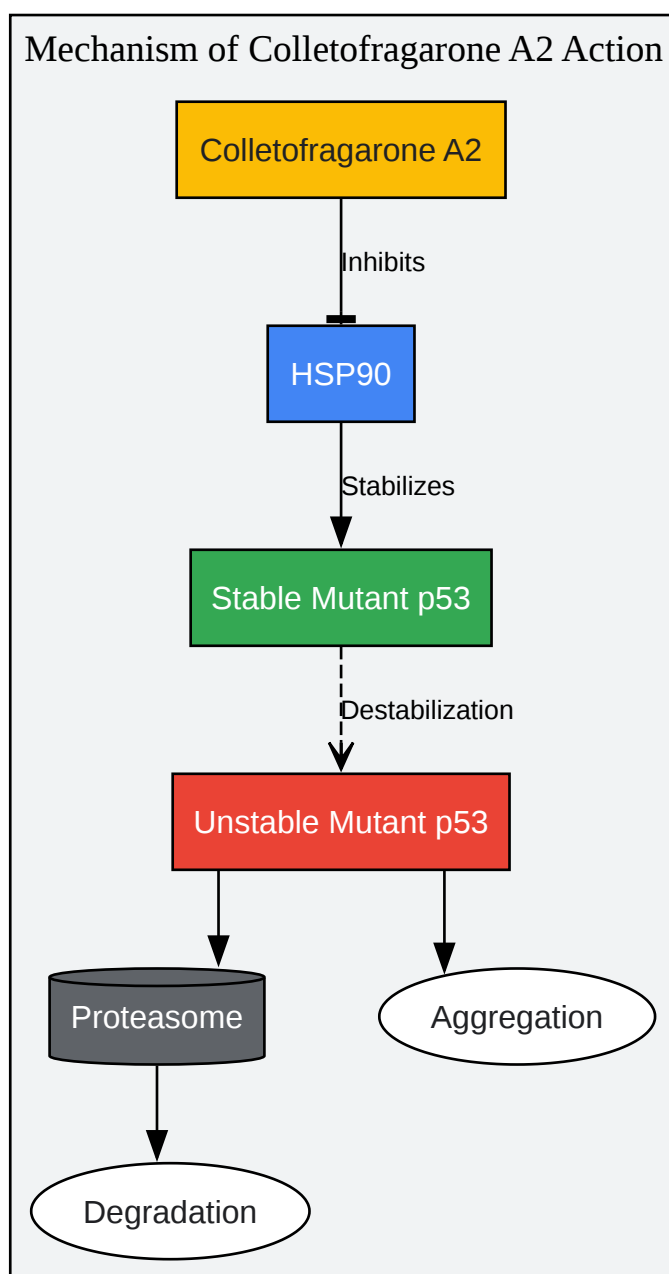 Mechanism of Colletofragarone A2 Action
Colletofragarone A2
Inhibits
HSP90
Stabilizes
Stable Mutant p53
Destabilization
Unstable Mutant p53
Proteasome
Aggregation
Degradation